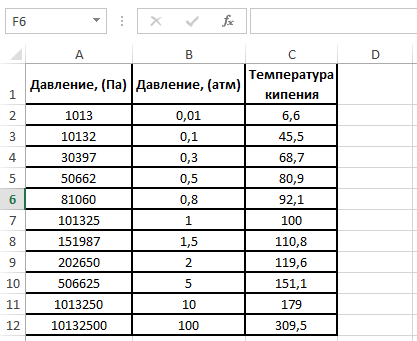 F6
fx
A B C D
1 Давление, (Па) Давление, (атм) Температура
кипения
2 1013 0,01 6,6
3 10132 0,1 45,5
4 30397 0,3 68,7
5 50662 0,5 80,9
6 81060 0,8 92,1
7 101325 1 100
8 151987 1,5 110,8
9 202650 2 119,6
10 506625 5 151,1
11 1013250 10 179
12 10132500 100 309,5